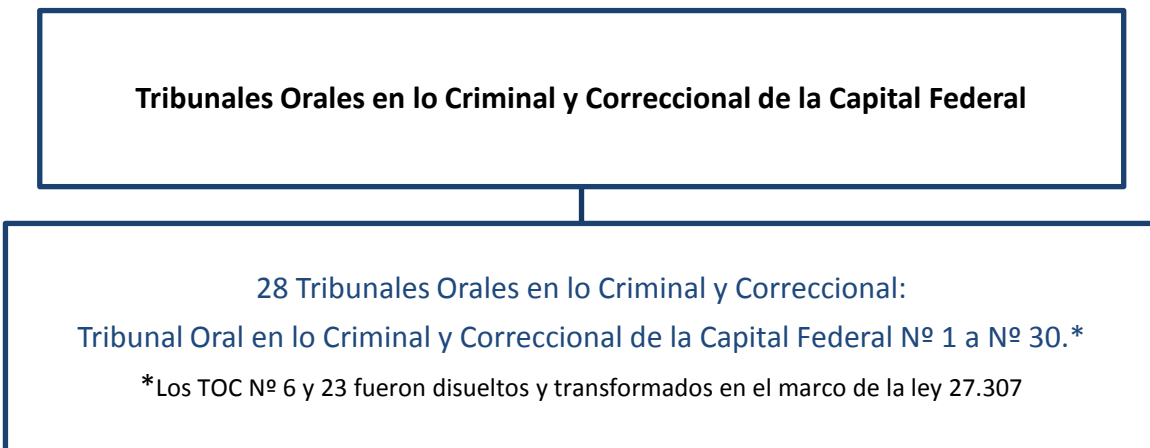 Tribunales Orales en lo Criminal y Correccional de la Capital Federal
28 Tribunales Orales en lo Criminal y Correccional:
Tribunal Oral en lo Criminal y Correccional de la Capital Federal Nº 1 a Nº 30.*
*Los TOC Nº 6 y 23 fueron disueltos y transformados en el marco de la ley 27.307